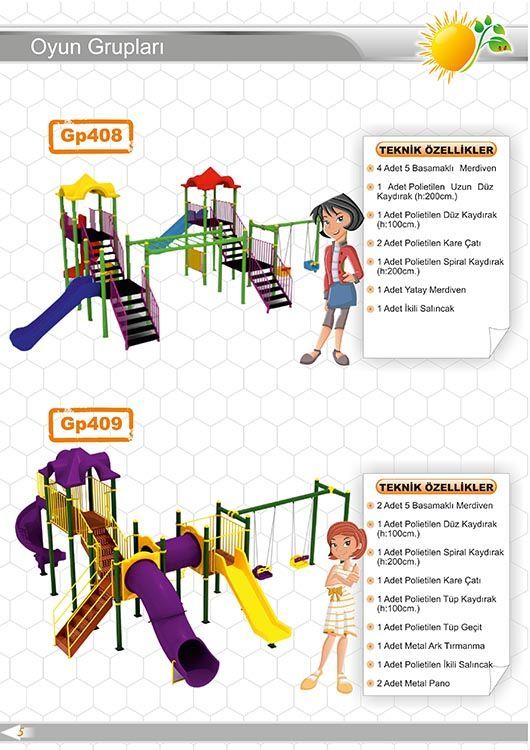 Oyun Grupları
Gp408
TEKNİK ÖZELLİKLER
4 Adet 5 Basamaklı Merdiven
1 Adet Polietilen Uzun Düz
Kaydırak (h:200cm.)
1 Adet Polietilen Düz Kaydırak
(h:100cm.)
2 Adet Polietilen Kare Çatı
1 Adet Polietilen Spiral Kaydırak
(h:200cm.)
1 Adet Yatay Merdiven
1 Adet İkili Salıncak
Gp409
TEKNİK ÖZELLİKLER
2 Adet 5 Basamaklı Merdiven
1 Adet Polietilen Düz Kaydırak
(h:100cm.)
1 Adet Polietilen Spiral Kaydırak
(h:200cm.)
1 Adet Polietilen Kare Çatı
1 Adet Polietilen Tüp Kaydırak
(h:100cm.)
1 Adet Polietilen Tüp Geçit
1 Adet Metal Ark Tırmanma
1 Adet Polietilen İkili Salıncak
2 Adet Metal Pano
5